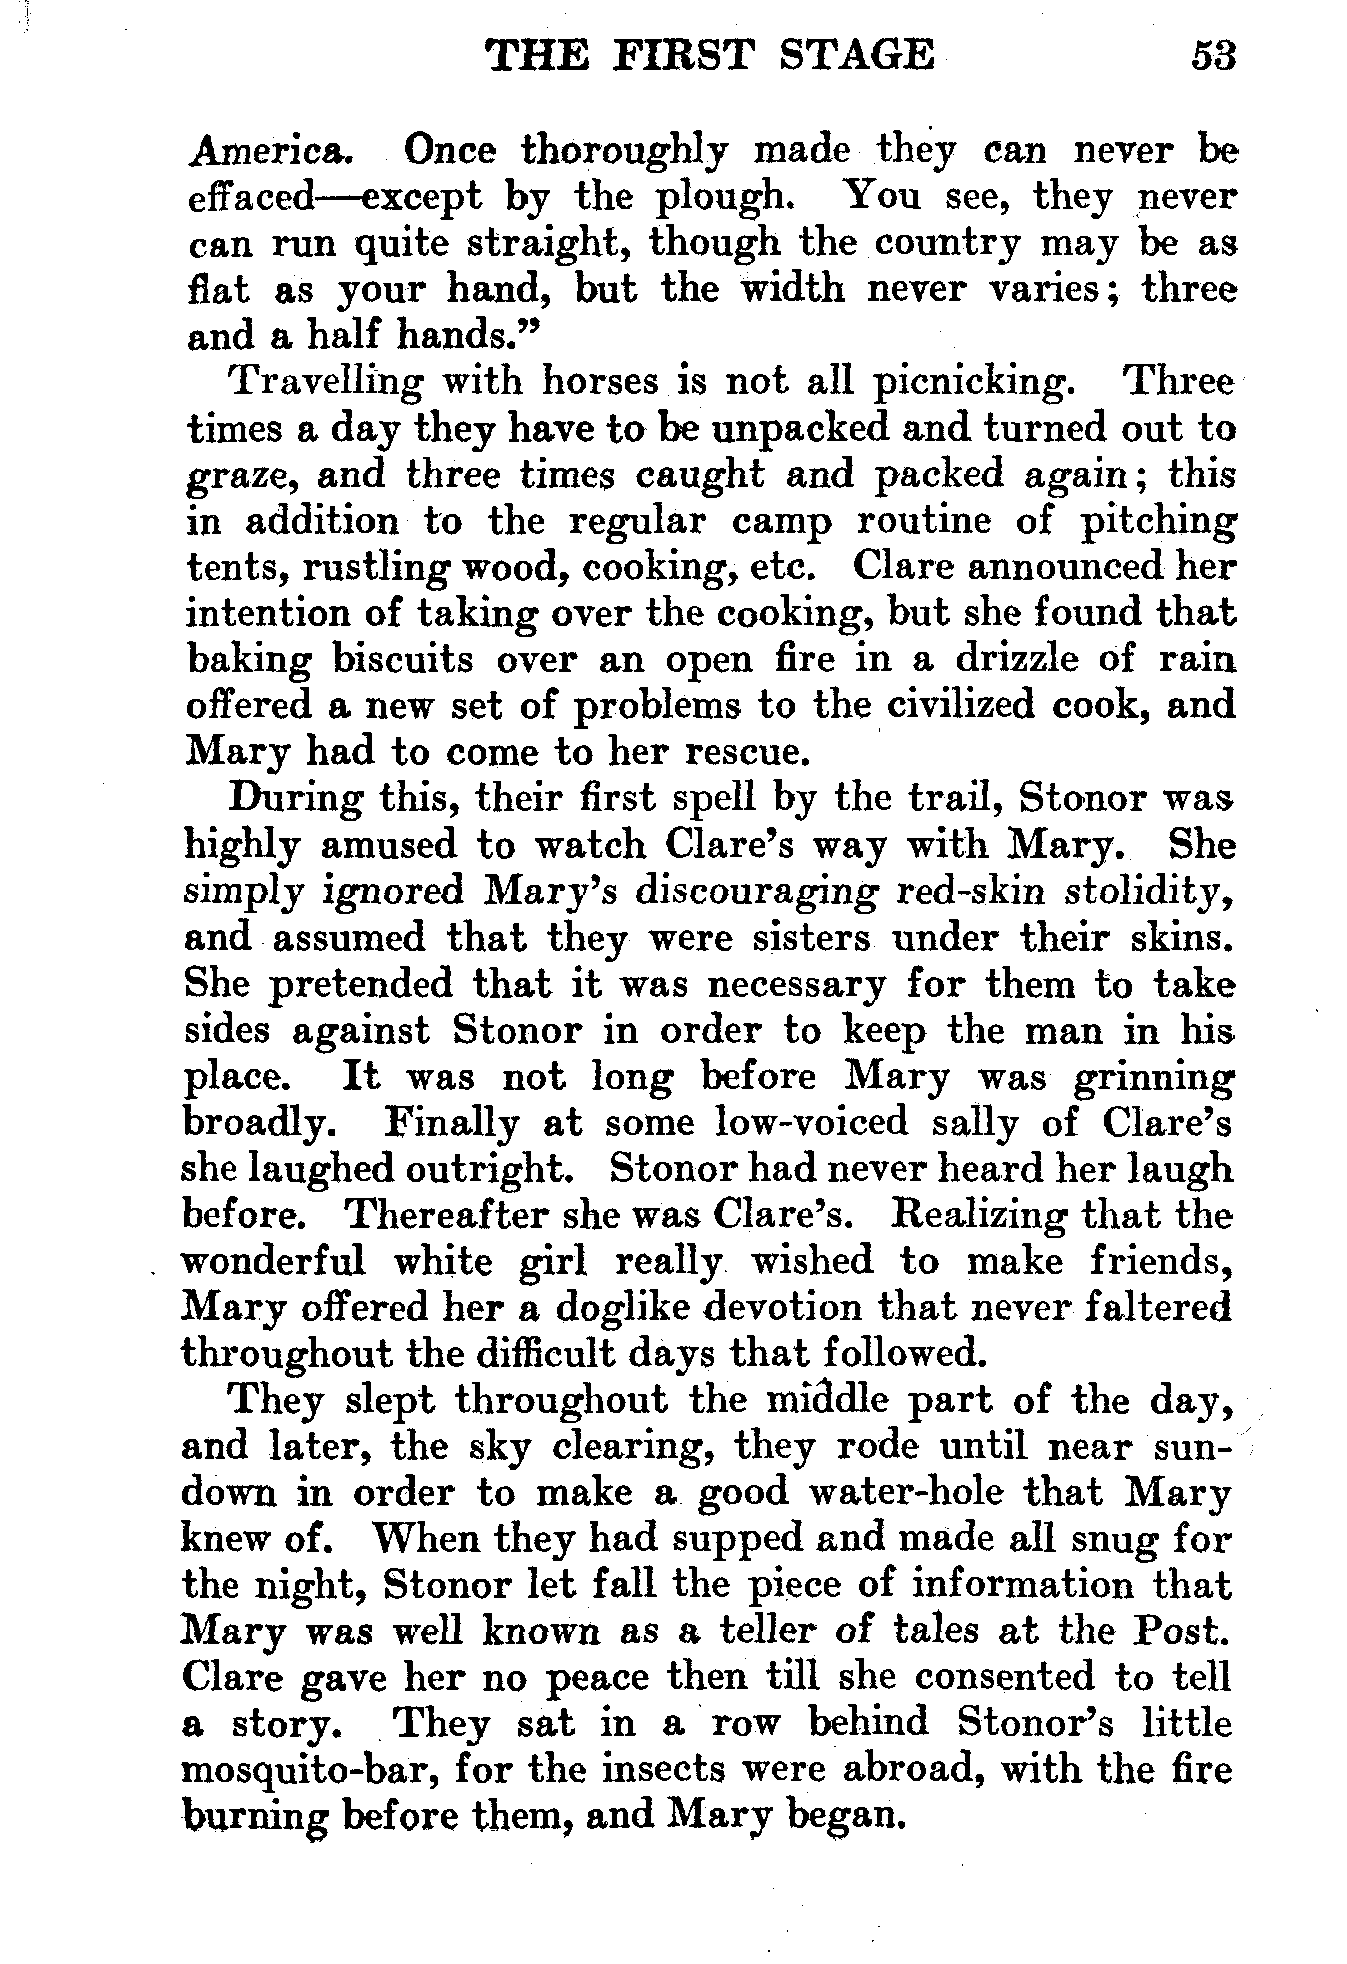 THE FIRST STAGE 53
America. Once thoroughly made they can never be
effaced—except by the plough. You see, they never
can run quite straight, though the country may be as
flat as your hand, but the width never varies; three
and a half hands.”
Travelling with horses is not all picnicking. Three
times a day they have to be unpacked and turned out to
graze, and three times caught and packed again; this
in addition to the regular camp routine of pitching
tents, rustling wood, cooking, etc. Clare announced her
intention of taking over the cooking, but she found that
baking biscuits over an open fire in a drizzle of rain
offered a new set of problems to the civilized cook, and
Mary had to come to her rescue.
During this, their first spell by the trail, Stonor was
highly amused to watch Clare’s way with Mary. She
simply ignored Mary’s discouraging red-skin stolidity,
and assumed that they were sisters under their skins.
She pretended that it was necessary for them to take
sides against Stonor in order to keep the man in his
place. It was not long before Mary was grinning
broadly. Finally at some low-voiced sally of Clare’s
she laughed outright. Stonor had never heard her laugh
before. Thereafter she was Clare’s. Realizing that the
wonderful white girl really wished to make friends,
Mary offered her a doglike devotion that never faltered
throughout the difficult days that followed.
They slept throughout the middle part of the day,
and later, the sky clearing, they rode until near sun-
down in order to make a good water-hole that Mary
knew of. When they had supped and made all snug for
the night, Stonor let fall the piece of information that
Mary was well known as a teller of tales at the Post.
Clare gave her no peace then till she consented to tell
a story. They sat in a row behind Stonor’s little
mosquito-bar, for the insects were abroad, with the fire
burning before them, and Mary began.